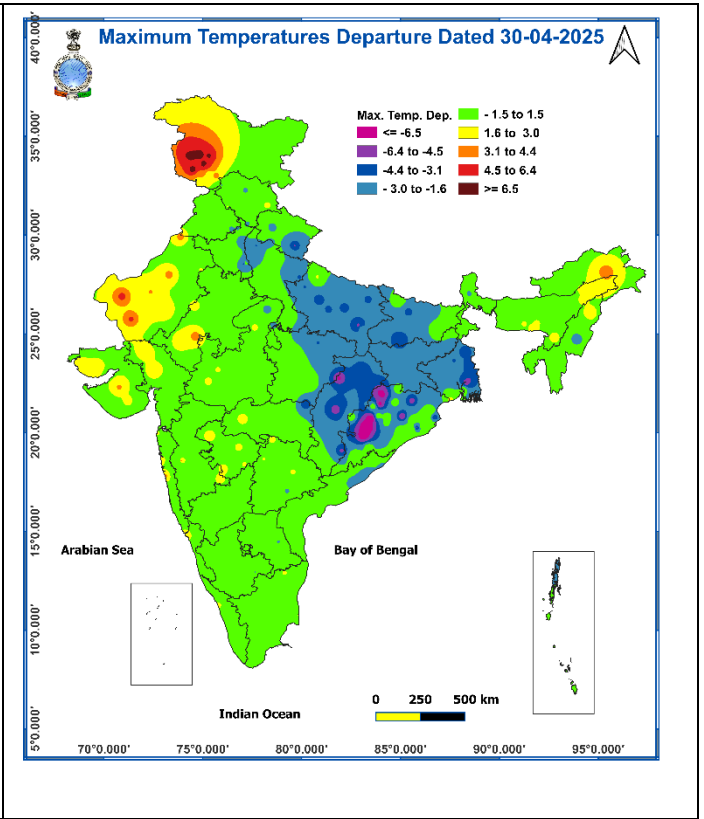 Maximum Temperatures Departure Dated 30-04-2025
Max. Temp. Dep.
<= -6.5
-6.4 to -4.5
-4.4 to -3.1
- 3.0 to -1.6
- 1.5 to 1.5
1.6 to 3.0
3.1 to 4.4
4.5 to 6.4
>= 6.5
40°0.000'
35°0.000'
30°0.000'
25°0.000'
20°0.000'
15°0.000'
10°0.000'
5°0.000'
Arabian Sea
Bay of Bengal
Indian Ocean
0 250 500 km
70°0.000' 75°0.000' 80°0.000' 85°0.000' 90°0.000' 95°0.000'